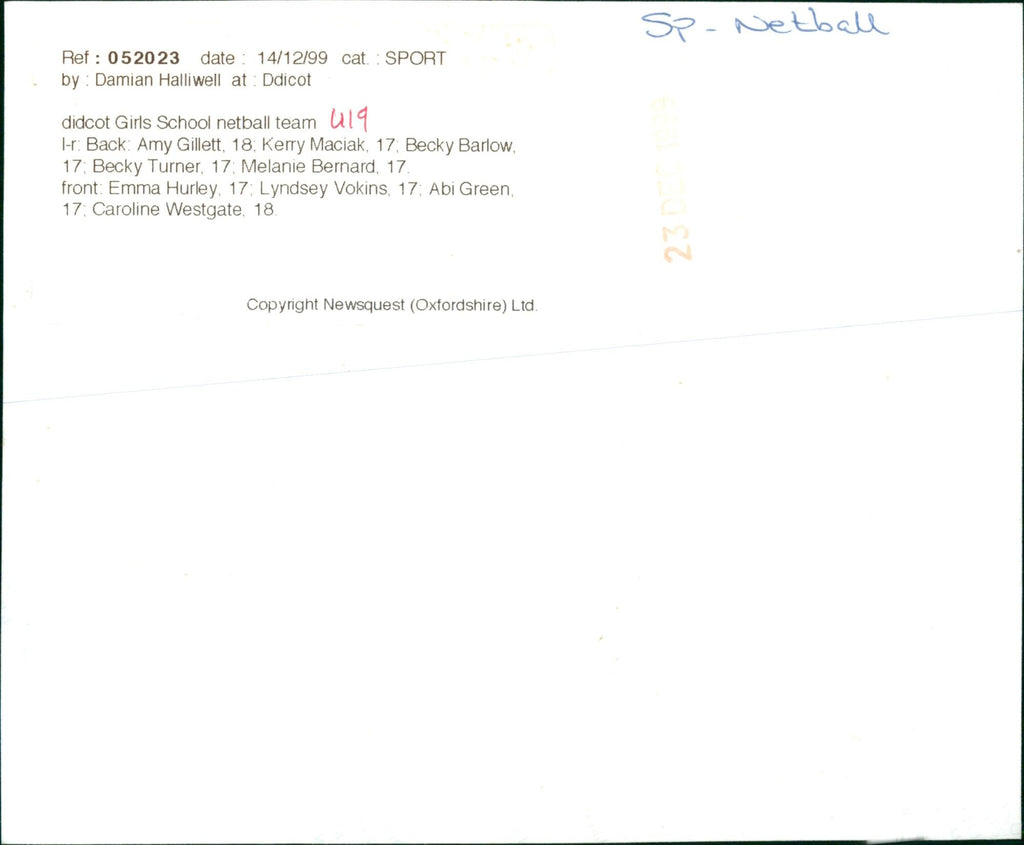 Sp - Netball
Ref : 052023 date : 14/12/99 cat. : SPORT
by : Damian Halliwell at : Ddicot
didcot Girls School netball team U19
l-r: Back: Amy Gillett, 18; Kerry Maciak, 17; Becky Barlow,
17; Becky Turner, 17; Melanie Bernard, 17.
front: Emma Hurley, 17; Lyndsey Vokins, 17; Abi Green,
17; Caroline Westgate, 18.
23 DEC 1999
Copyright Newsquest (Oxfordshire) Ltd.